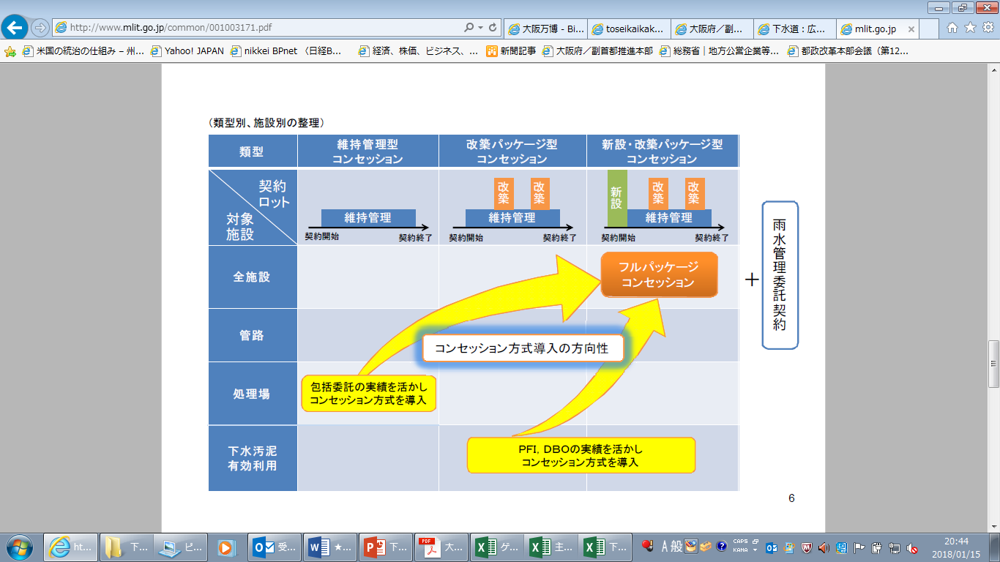 http://www.mlit.go.jp/common/001003171.pdf
大阪万博 - Bi...
toseikaikak...
大阪府／副...
下水道：広...
mlit.go.jp
米国の統治の仕組み – 州...
Yahoo! JAPAN
nikkei BPnet 〈日経B...
経済、株価、ビジネス、...
新聞記事
大阪府／副首都推進本部
総務省｜地方公営企業等...
都政改革本部会議（第12...
（類型別、施設別の整理）
類型
維持管理型
コンセッション
改築パッケージ型
コンセッション
新設・改築パッケージ型
コンセッション
契約
ロット
対象
施設
維持管理
契約開始
契約終了
改築
改築
維持管理
契約開始
契約終了
新設
改築
改築
維持管理
契約開始
契約終了
全施設
フルパッケージ
コンセッション
＋
雨水管理委託契約
管路
コンセッション方式導入の方向性
処理場
包括委託の実績を活かし
コンセッション方式を導入
下水汚泥
有効利用
PFI, DBOの実績を活かし
コンセッション方式を導入
6
ht...
下...
ピ...
受...
★...
下...
大...
ゲ...
主...
下...
A 般
CAPS
KANA
20:44
2018/01/15